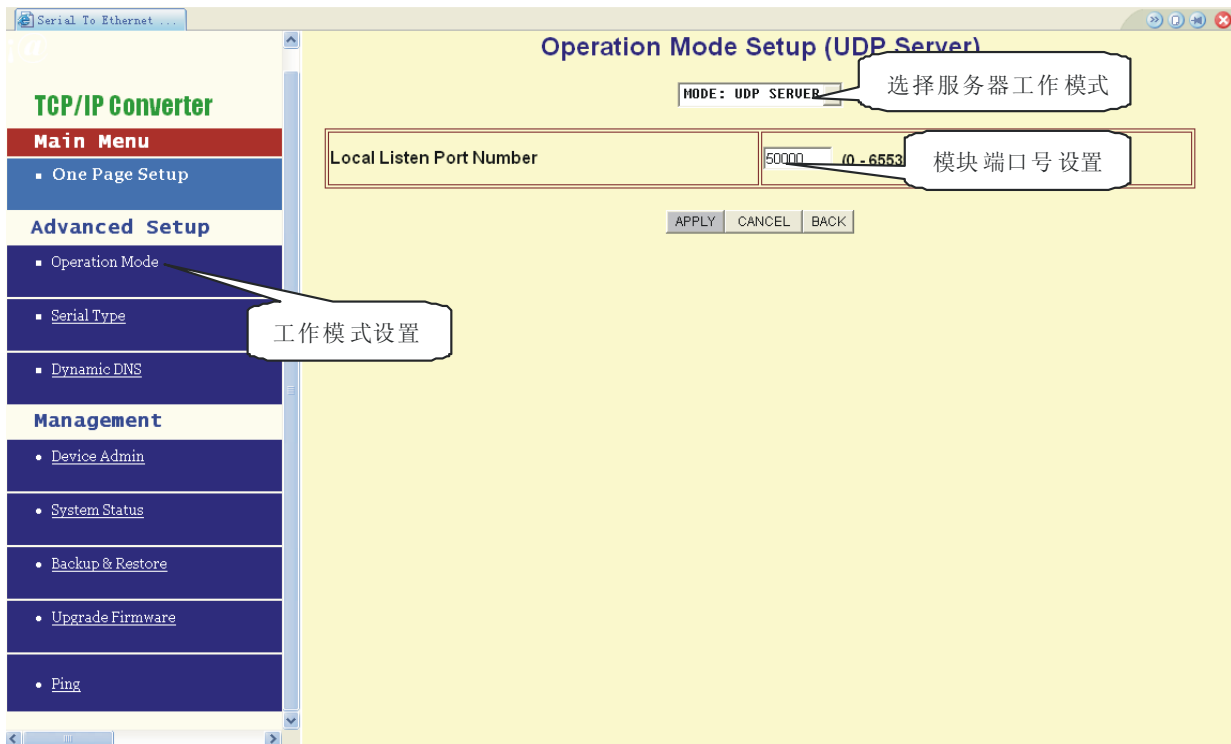 Serial To Ethernet ...
Operation Mode Setup (UDP Server)
选择服务器工作模式
MODE: UDP SERVER
TCP/IP Converter
Main Menu
One Page Setup
Local Listen Port Number
50000
(0 - 6553
模块端口号设置
APPLY
CANCEL
BACK
Advanced Setup
Operation Mode
工作模式设置
Serial Type
Dynamic DNS
Management
Device Admin
System Status
Backup & Restore
Upgrade Firmware
Ping